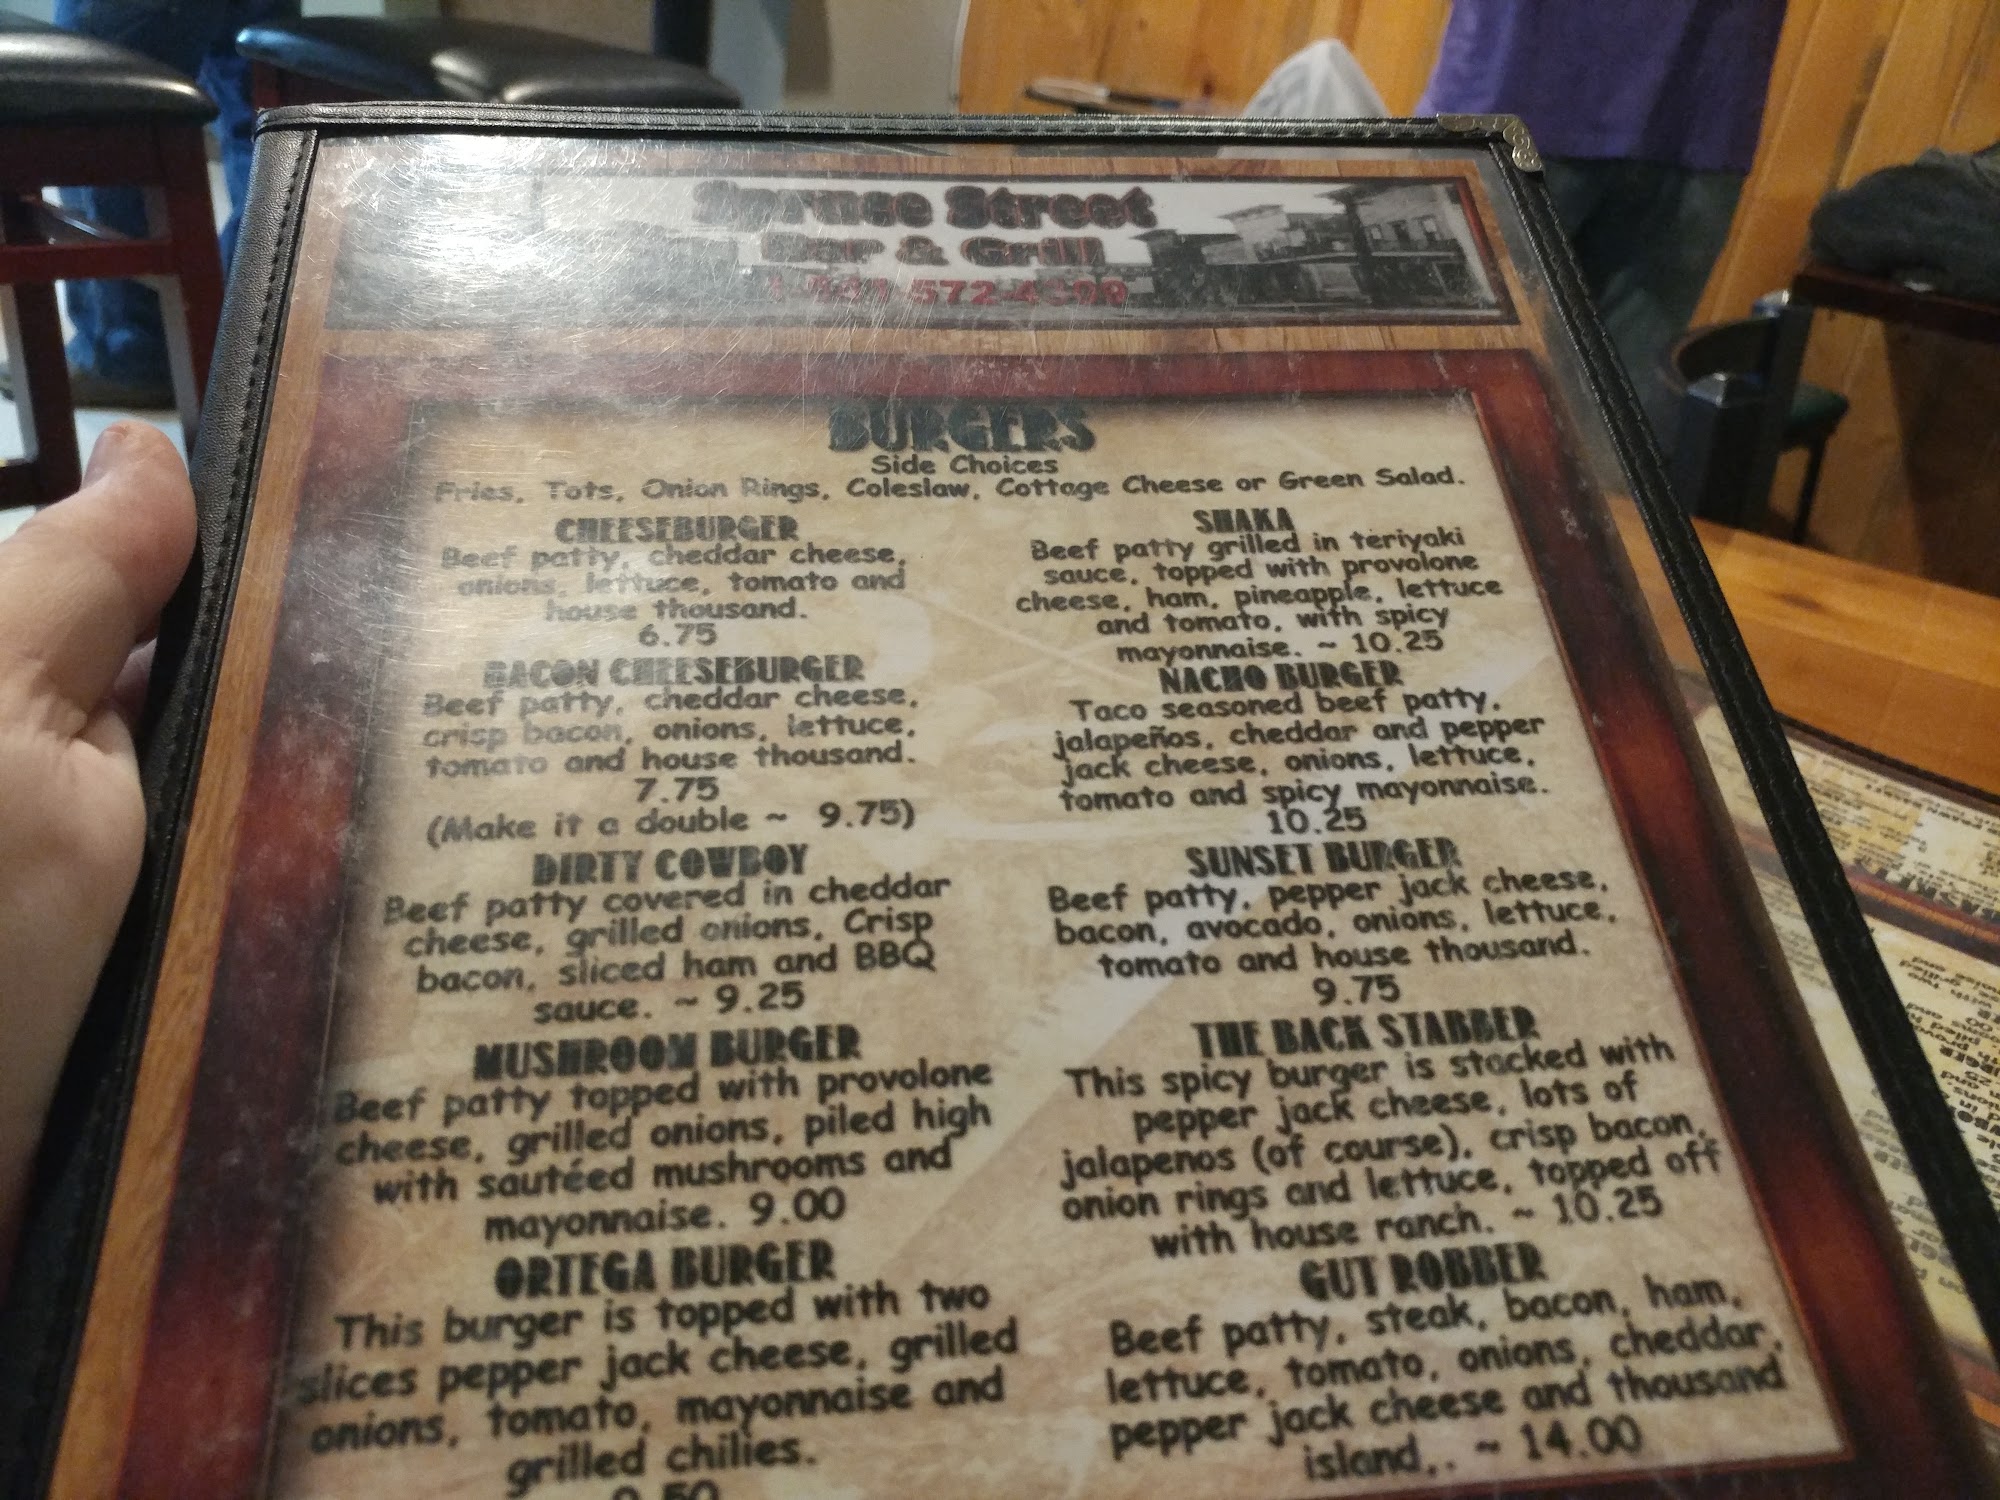 Spruce Street
Bar & Grill
572-4
BURGERS
Side Choices
Fries, Tots, Onion Rings, Coleslaw, Cottage Cheese or Green Salad.
CHEESEBURGER
Beef patty, cheddar cheese,
onions, lettuce, tomato and
house thousand.
6.75
BACON CHEESEBURGER
Beef patty, cheddar cheese,
crisp bacon, onions, lettuce,
tomato and house thousand.
7.75
(Make it a double ~ 9.75)
DIRTY COWBOY
Beef patty covered in cheddar
cheese, grilled onions, Crisp
bacon, sliced ham and BBQ
sauce. ~ 9.25
MUSHROOM BURGER
Beef patty topped with provolone
cheese, grilled onions, piled high
with sautéed mushrooms and
mayonnaise. 9.00
ORTEGA BURGER
This burger is topped with two
slices pepper jack cheese, grilled
onions, tomato, mayonnaise and
grilled chilies.
9.50
SHAKA
Beef patty grilled in teriyaki
sauce, topped with provolone
cheese, ham, pineapple, lettuce
and tomato, with spicy
mayonnaise. ~ 10.25
NACHO BURGER
Taco seasoned beef patty,
jalapeños, cheddar and pepper
jack cheese, onions, lettuce,
tomato and spicy mayonnaise.
10.25
SUNSET BURGER
Beef patty, pepper jack cheese,
bacon, avocado, onions, lettuce,
tomato and house thousand.
9.75
THE BACK STABBER
This spicy burger is stacked with
pepper jack cheese, lots of
jalapenos (of course), crisp bacon,
onion rings and lettuce, topped off
with house ranch. ~ 10.25
GUT ROBBER
Beef patty, steak, bacon, ham,
lettuce, tomato, onions, cheddar,
pepper jack cheese and thousand
island,. ~ 14.00